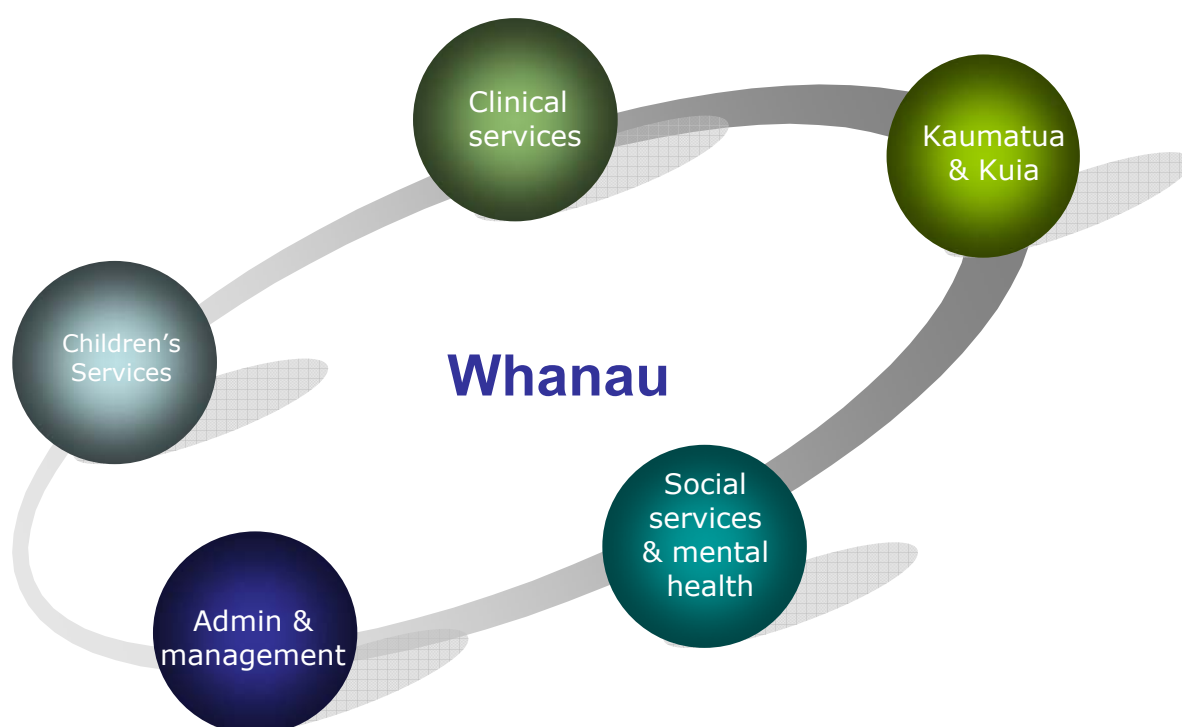 Clinical
services
Kaumatua
& Kuia
Children’s
Services
Whanau
Social
services
& mental
health
Admin &
management